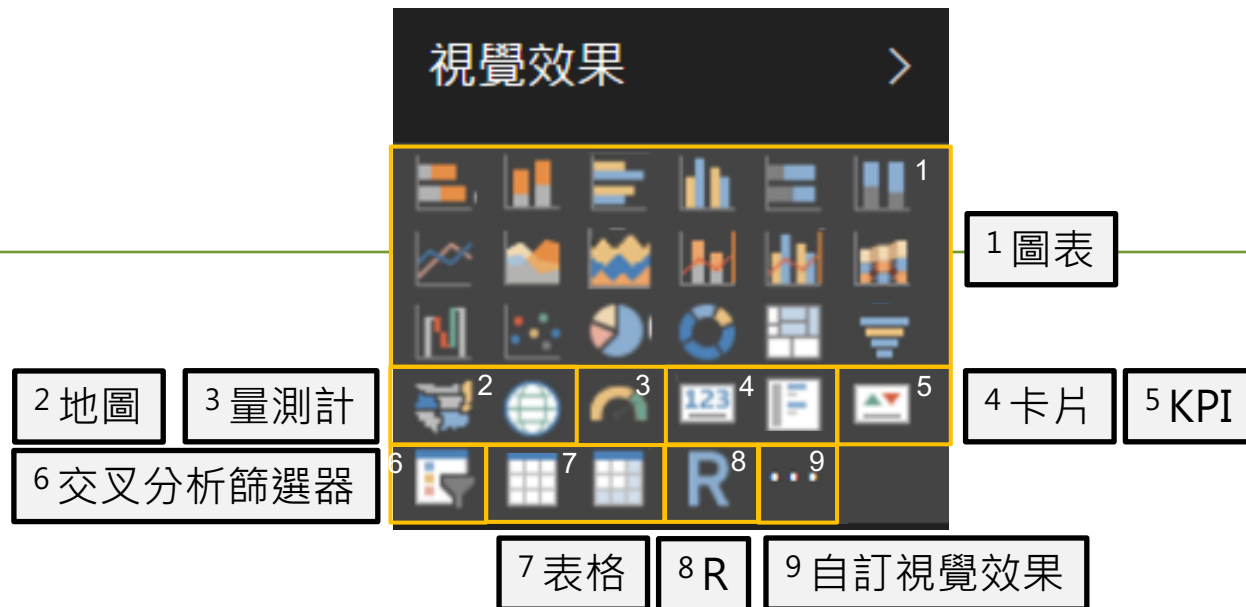 視覺效果
1
1 圖表
2 地圖
3 量測計
2
3
123
4
5
4 卡片
5 KPI
6 交叉分析篩選器
6
7
R
8
9
7 表格
8 R
9 自訂視覺效果